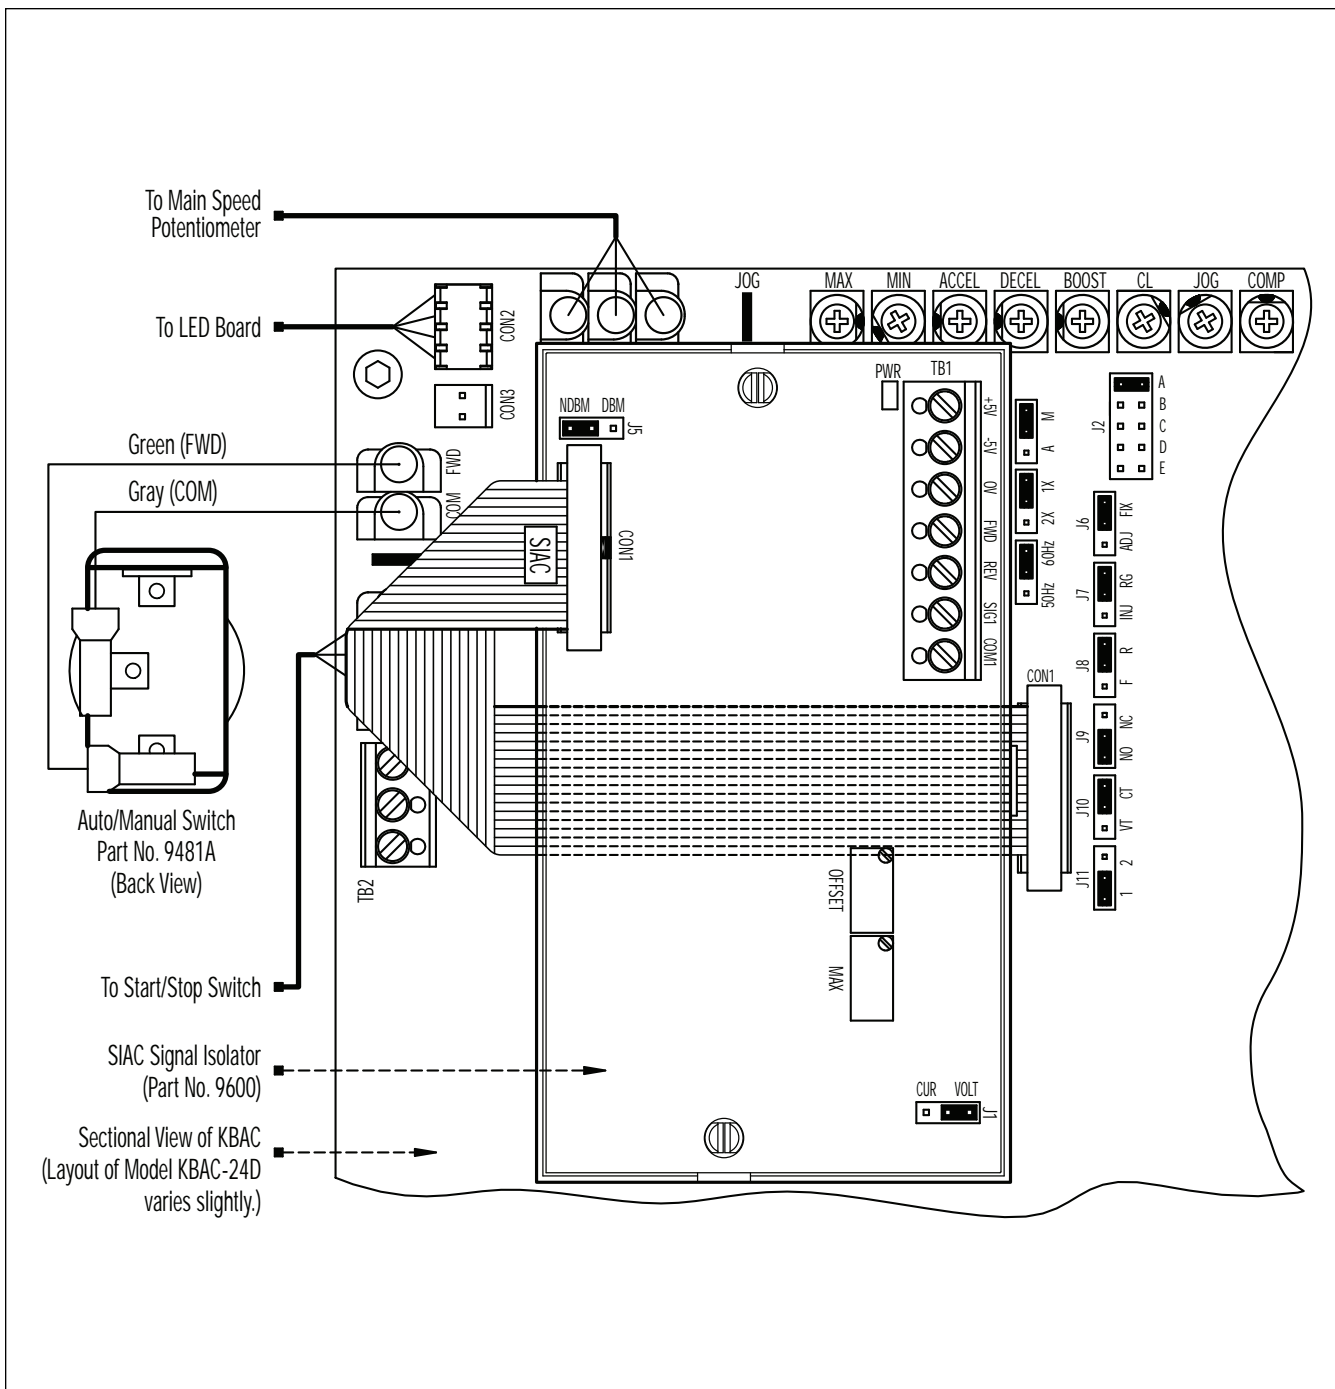 To Main Speed
Potentiometer
JOG
MAX
MIN
ACCEL
DECEL
BOOST
CL
JOG
COMP
To LED Board
CON2
CON3
PWR
TB1
NDBM DBM
J5
+5V
-5V
0V
FWD
REV
SIG1
COM1
M
A
1X
2X
60Hz
50Hz
J2
A
B
C
D
E
Green (FWD)
FWD
Gray (COM)
COM
SIAC
CON1
J6
FIX
ADJ
J7
RG
INJ
J8
R
F
CON1
J9
NC
NO
J10
CT
VT
J11
2
1
Auto/Manual Switch
Part No. 9481A
(Back View)
TB2
OFFSET
MAX
To Start/Stop Switch
SIAC Signal Isolator
(Part No. 9600)
CUR VOLT
J1
Sectional View of KBAC
(Layout of Model KBAC-24D
varies slightly.)